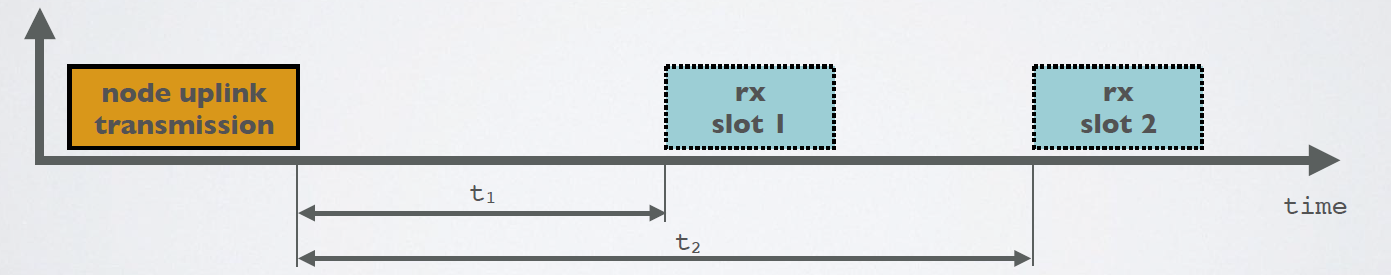 node uplink
transmission
rx
slot 1
rx
slot 2
t₁
t₂
time